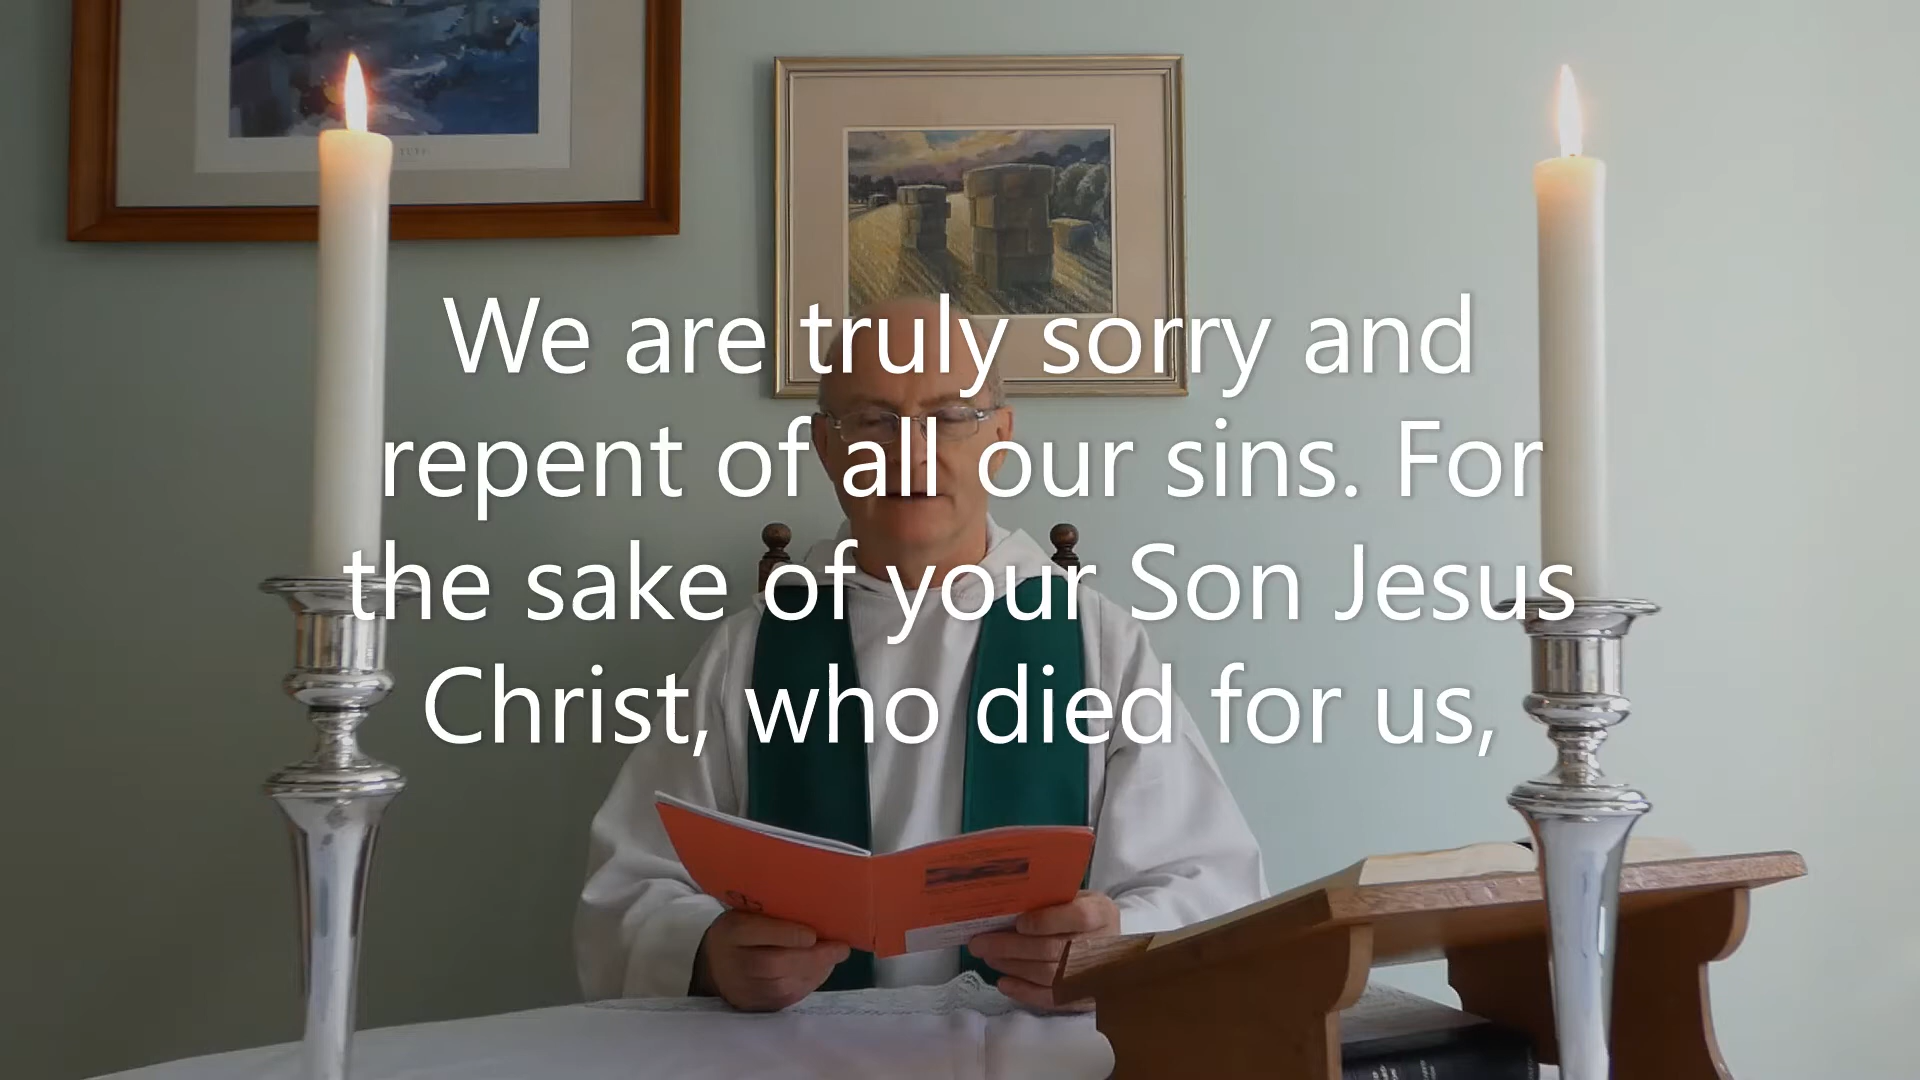 We are truly sorry and
repent of all our sins. For
the sake of your Son Jesus
Christ, who died for us,